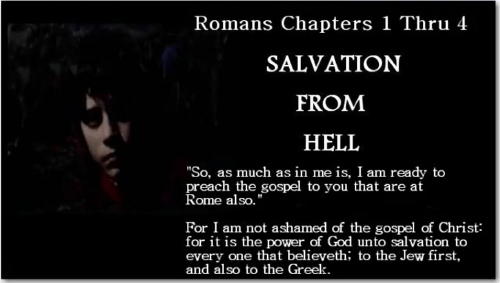 Romans Chapters 1 Thru 4
SALVATION
FROM
HELL
"So, as much as in me is, I am ready to
preach the gospel to you that are at
Rome also."
For I am not ashamed of the gospel of Christ:
for it is the power of God unto salvation to
every one that believeth; to the Jew first,
and also to the Greek.